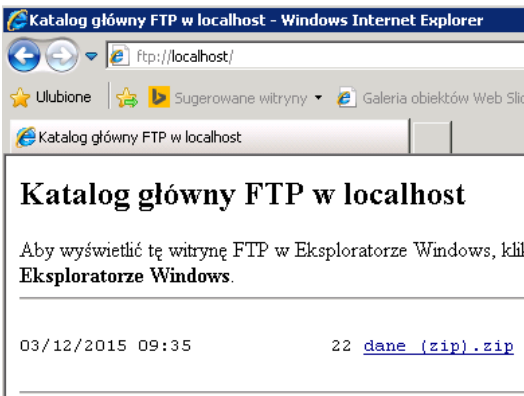 Katalog główny FTP w localhost - Windows Internet Explorer
ftp://localhost/
Ulubione Sugerowane witryny Galeria obiektów Web
Katalog główny FTP w localhost
Katalog główny FTP w localhost
Aby wyświetlić tę witrynę FTP w Eksploratorze Windows,
Eksploratorze Windows.
03/12/2015 09:35 22 dane (zip).zip